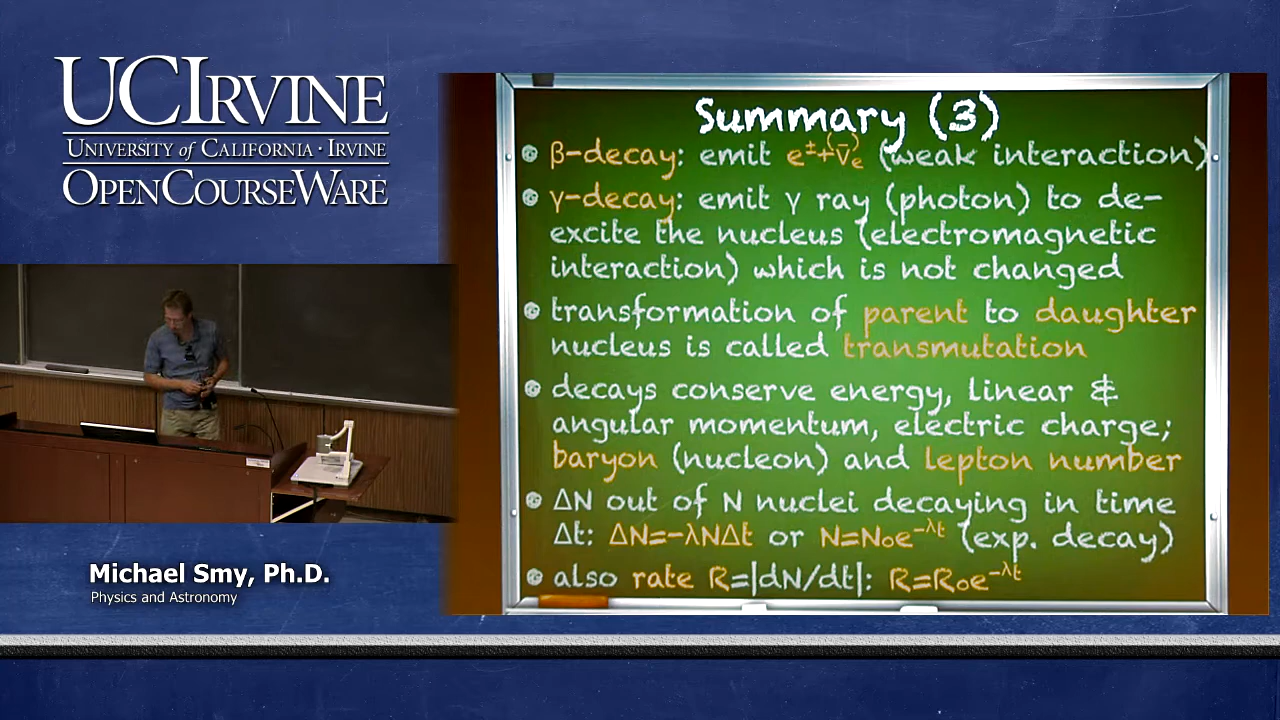 UCIRVINE
UNIVERSITY of CALIFORNIA · IRVINE
OPENCOURSEWARE
Summary (3)
β-decay: emit e±+(ν̄)e (weak interaction)
γ-decay: emit γ ray (photon) to de-
excite the nucleus (electromagnetic
interaction) which is not changed
transformation of parent to daughter
nucleus is called transmutation
decays conserve energy, linear &
angular momentum, electric charge;
baryon (nucleon) and lepton number
ΔN out of N nuclei decaying in time
Δt: ΔN=-λNΔt or N=N₀e^-λt (exp. decay)
also rate R=|dN/dt|: R=R₀e^-λt
Michael Smy, Ph.D.
Physics and Astronomy